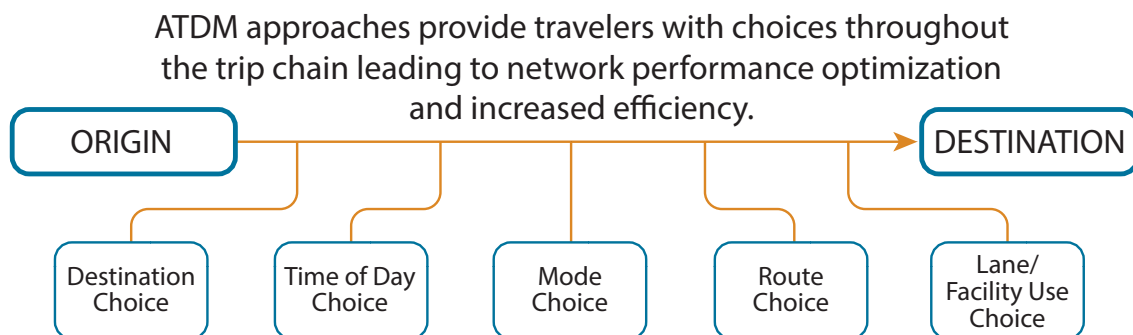 ATDM approaches provide travelers with choices throughout
the trip chain leading to network performance optimization
and increased efficiency.
ORIGIN
DESTINATION
Destination
Choice
Time of Day
Choice
Mode
Choice
Route
Choice
Lane/
Facility Use
Choice